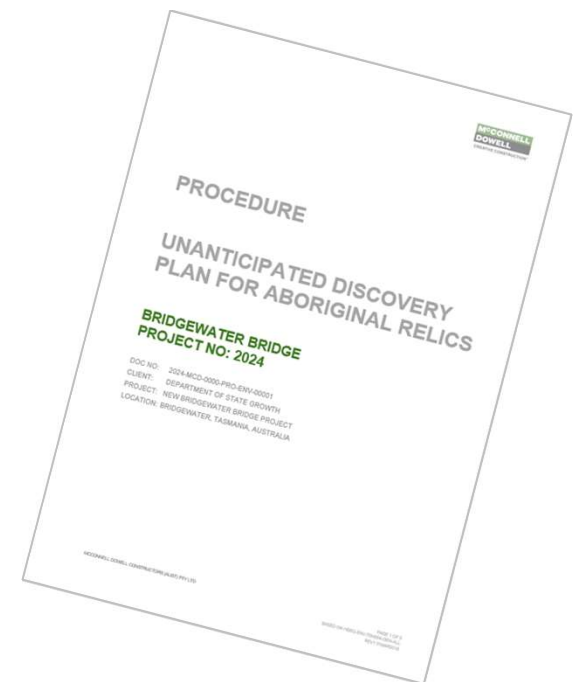 McCONNELL
DOWELL
CREATIVE CONSTRUCTION
PROCEDURE
UNANTICIPATED DISCOVERY
PLAN FOR ABORIGINAL RELICS
BRIDGEWATER BRIDGE
PROJECT NO: 2024
DOC NO: 2024-MCD-0000-PRO-ENV-00001
CLIENT: DEPARTMENT OF STATE GROWTH
PROJECT: NEW BRIDGEWATER BRIDGE PROJECT
LOCATION: BRIDGEWATER, TASMANIA, AUSTRALIA
MCCONNELL DOWELL CONSTRUCTORS (AUST) PTY LTD